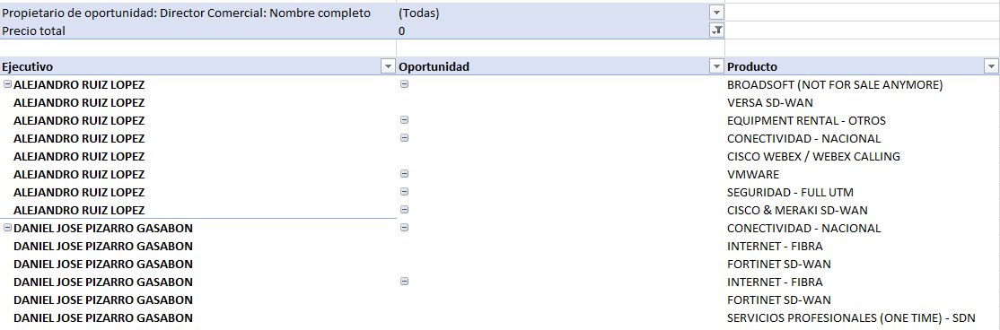 Propietario de oportunidad: Director Comercial: Nombre completo (Todas)
Precio total 0
Ejecutivo Oportunidad Producto
ALEJANDRO RUIZ LOPEZ BROADSOFT (NOT FOR SALE ANYMORE)
ALEJANDRO RUIZ LOPEZ VERSA SD-WAN
ALEJANDRO RUIZ LOPEZ EQUIPMENT RENTAL - OTROS
ALEJANDRO RUIZ LOPEZ CONECTIVIDAD - NACIONAL
ALEJANDRO RUIZ LOPEZ CISCO WEBEX / WEBEX CALLING
ALEJANDRO RUIZ LOPEZ VMWARE
ALEJANDRO RUIZ LOPEZ SEGURIDAD - FULL UTM
ALEJANDRO RUIZ LOPEZ CISCO & MERAKI SD-WAN
DANIEL JOSE PIZARRO GASABON CONECTIVIDAD - NACIONAL
DANIEL JOSE PIZARRO GASABON INTERNET - FIBRA
DANIEL JOSE PIZARRO GASABON FORTINET SD-WAN
DANIEL JOSE PIZARRO GASABON INTERNET - FIBRA
DANIEL JOSE PIZARRO GASABON FORTINET SD-WAN
DANIEL JOSE PIZARRO GASABON SERVICIOS PROFESIONALES (ONE TIME) - SDN